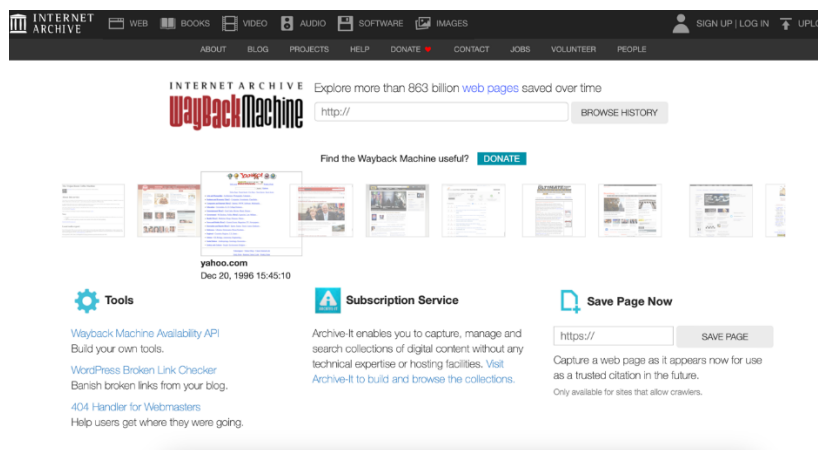 INTERNET
ARCHIVE
WEB BOOKS VIDEO AUDIO SOFTWARE IMAGES SIGN UP | LOG IN UPLO
ABOUT BLOG PROJECTS HELP DONATE CONTACT JOBS VOLUNTEER PEOPLE
INTERNET ARCHIVE
WayBackMachine
Explore more than 863 billion web pages saved over time
http://
BROWSE HISTORY
Find the Wayback Machine useful? DONATE
yahoo.com
Dec 20, 1996 15:45:10
Tools
Wayback Machine Availability API
Build your own tools.
WordPress Broken Link Checker
Banish broken links from your blog.
404 Handler for Webmasters
Help users get where they were going.
Subscription Service
Archive-It enables you to capture, manage and
search collections of digital content without any
technical expertise or hosting facilities. Visit
Archive-It to build and browse the collections.
Save Page Now
https://
SAVE PAGE
Capture a web page as it appears now for use
as a trusted citation in the future.
Only available for sites that allow crawlers.